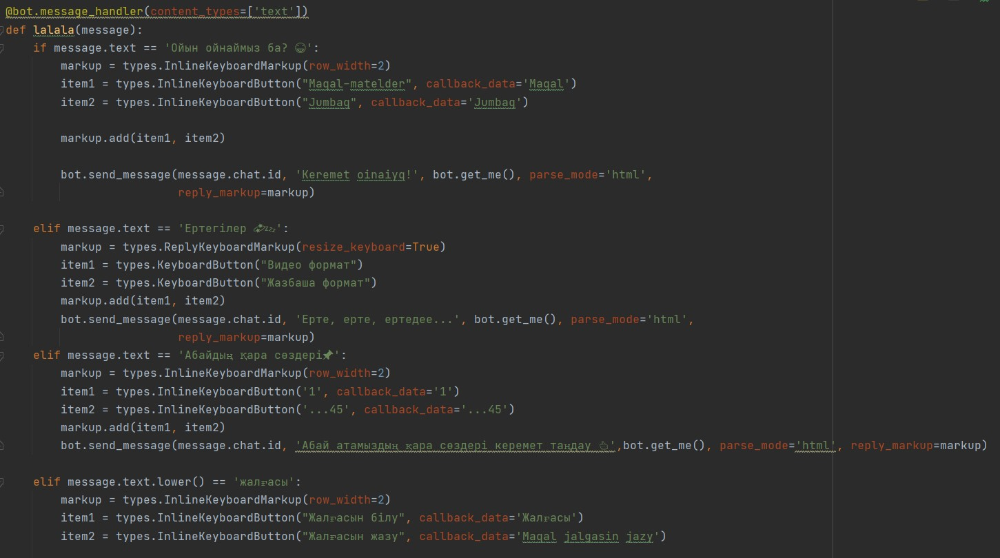 @bot.message_handler(content_types=['text'])
def lalala(message):
    if message.text == 'Ойын ойнаймыз ба? 😀':
        markup = types.InlineKeyboardMarkup(row_width=2)
        item1 = types.InlineKeyboardButton("Maqal-matelder", callback_data='Maqal')
        item2 = types.InlineKeyboardButton("Jumbaq", callback_data='Jumbaq')
        markup.add(item1, item2)
        bot.send_message(message.chat.id, 'Keremet oinaiyq!', bot.get_me(), parse_mode='html',
                         reply_markup=markup)
    elif message.text == 'Ертегілер 💤':
        markup = types.ReplyKeyboardMarkup(resize_keyboard=True)
        item1 = types.KeyboardButton("Видео формат")
        item2 = types.KeyboardButton("Жазбаша формат")
        markup.add(item1, item2)
        bot.send_message(message.chat.id, 'Ерте, ерте, ертедее...', bot.get_me(), parse_mode='html',
                         reply_markup=markup)
    elif message.text == 'Абайдың қара сөздері📌':
        markup = types.InlineKeyboardMarkup(row_width=2)
        item1 = types.InlineKeyboardButton('1', callback_data='1')
        item2 = types.InlineKeyboardButton('...45', callback_data='...45')
        markup.add(item1, item2)
        bot.send_message(message.chat.id, 'Абай атамыздың қара сөздері керемет таңдау 👍',bot.get_me(), parse_mode='html', reply_markup=markup)
    elif message.text.lower() == 'жалғасы':
        markup = types.InlineKeyboardMarkup(row_width=2)
        item1 = types.InlineKeyboardButton("Жалғасын білу", callback_data='Жалғасы')
        item2 = types.InlineKeyboardButton("Жалғасын жазу", callback_data='Maqal jalgasin jazy')